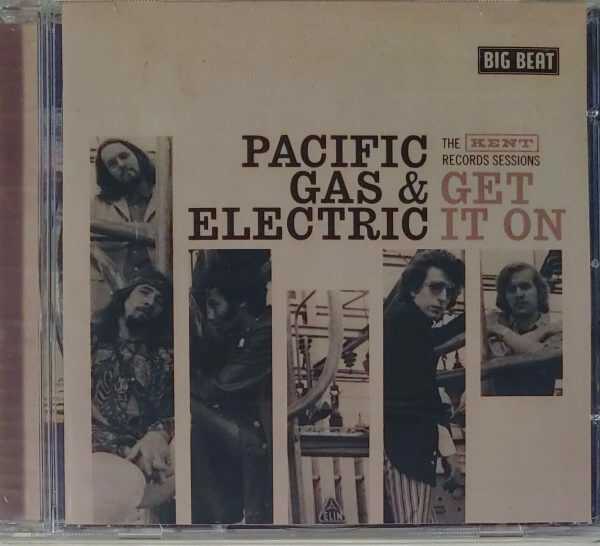 BIG BEAT
PACIFIC
GAS &
ELECTRIC
THE KENT
RECORDS SESSIONS
GET
IT ON